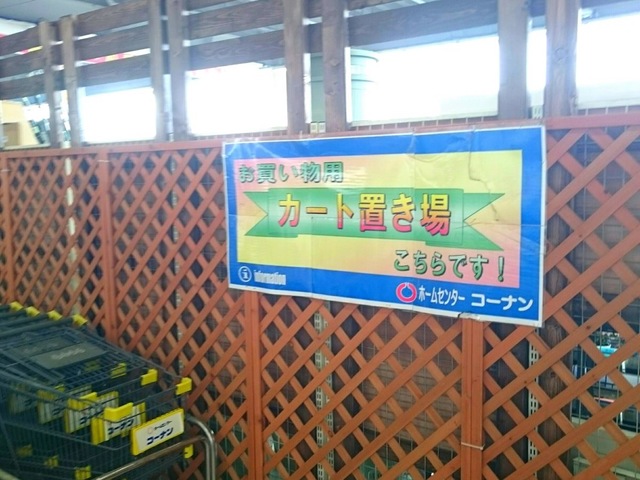 お買い物用
カート置き場
こちらです!
i information
ホームセンター コーナン
コーナン